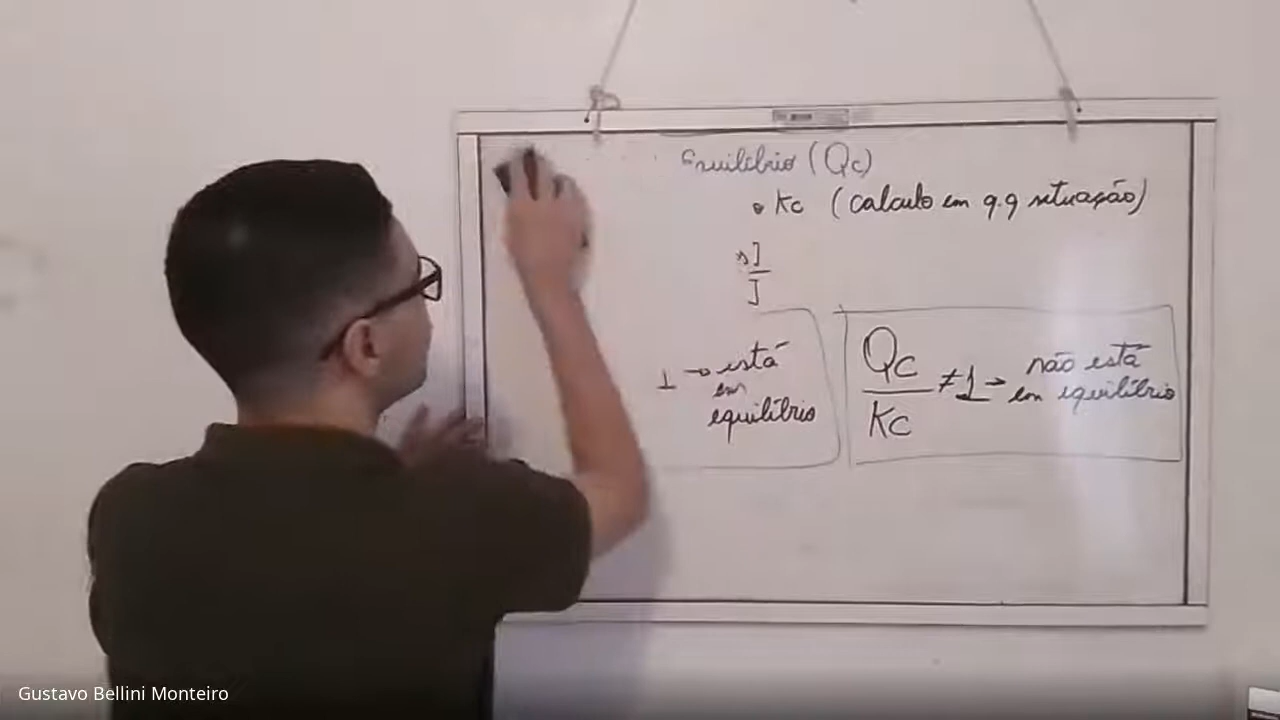 Equilíbrio (Qc)
• Kc (calculo em q.q situação)
s]
]
1 → está
em
equilíbrio
Qc
Kc
≠ 1 → não está
em equilíbrio
Gustavo Bellini Monteiro